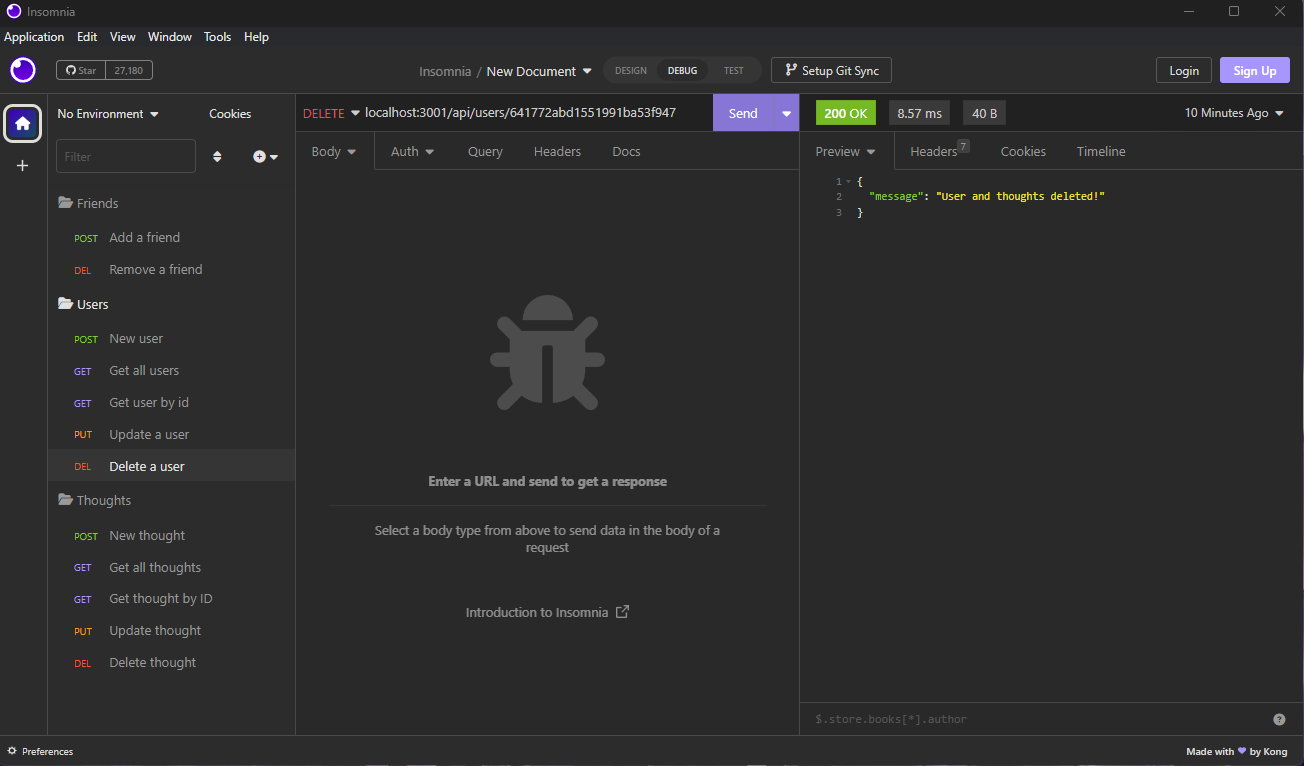 Insomnia
Application Edit View Window Tools Help
Star 27,180
Insomnia / New Document
DESIGN DEBUG TEST
Setup Git Sync
Login Sign Up
No Environment Cookies
Filter
Friends
POST Add a friend
DEL Remove a friend
Users
POST New user
GET Get all users
GET Get user by id
PUT Update a user
DEL Delete a user
Thoughts
POST New thought
GET Get all thoughts
GET Get thought by ID
PUT Update thought
DEL Delete thought
DELETE localhost:3001/api/users/641772abd1551991ba53f947 Send
Body Auth Query Headers Docs
Enter a URL and send to get a response
Select a body type from above to send data in the body of a
request
Introduction to Insomnia
200 OK 8.57 ms 40 B 10 Minutes Ago
Preview Headers 7 Cookies Timeline
1 {
2 "message": "User and thoughts deleted!"
3 }
$.store.books[*].author ?
Preferences
Made with by Kong